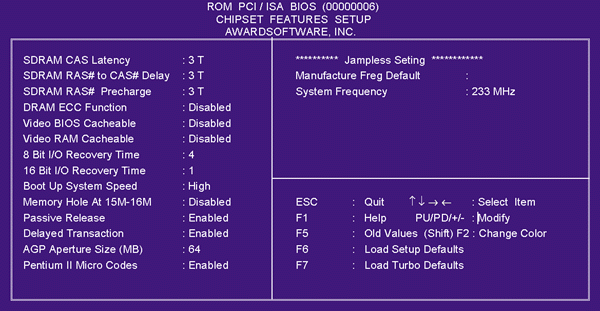 ROM PCI / ISA BIOS (00000006)
CHIPSET FEATURES SETUP
AWARDSOFTWARE, INC.
SDRAM CAS Latency : 3 T
SDRAM RAS# to CAS# Delay : 3 T
SDRAM RAS# Precharge : 3 T
DRAM ECC Function : Disabled
Video BIOS Cacheable : Disabled
Video RAM Cacheable : Disabled
8 Bit I/O Recovery Time : 4
16 Bit I/O Recovery Time : 1
Boot Up System Speed : High
Memory Hole At 15M-16M : Disabled
Passive Release : Enabled
Delayed Transaction : Enabled
AGP Aperture Size (MB) : 64
Pentium II Micro Codes : Enabled
********** Jampless Seting ************
Manufacture Freg Default :
System Frequency : 233 MHz
ESC : Quit ↑ ↓ → ← : Select Item
F1 : Help PU/PD/+/- : Modify
F5 : Old Values (Shift) F2 : Change Color
F6 : Load Setup Defaults
F7 : Load Turbo Defaults